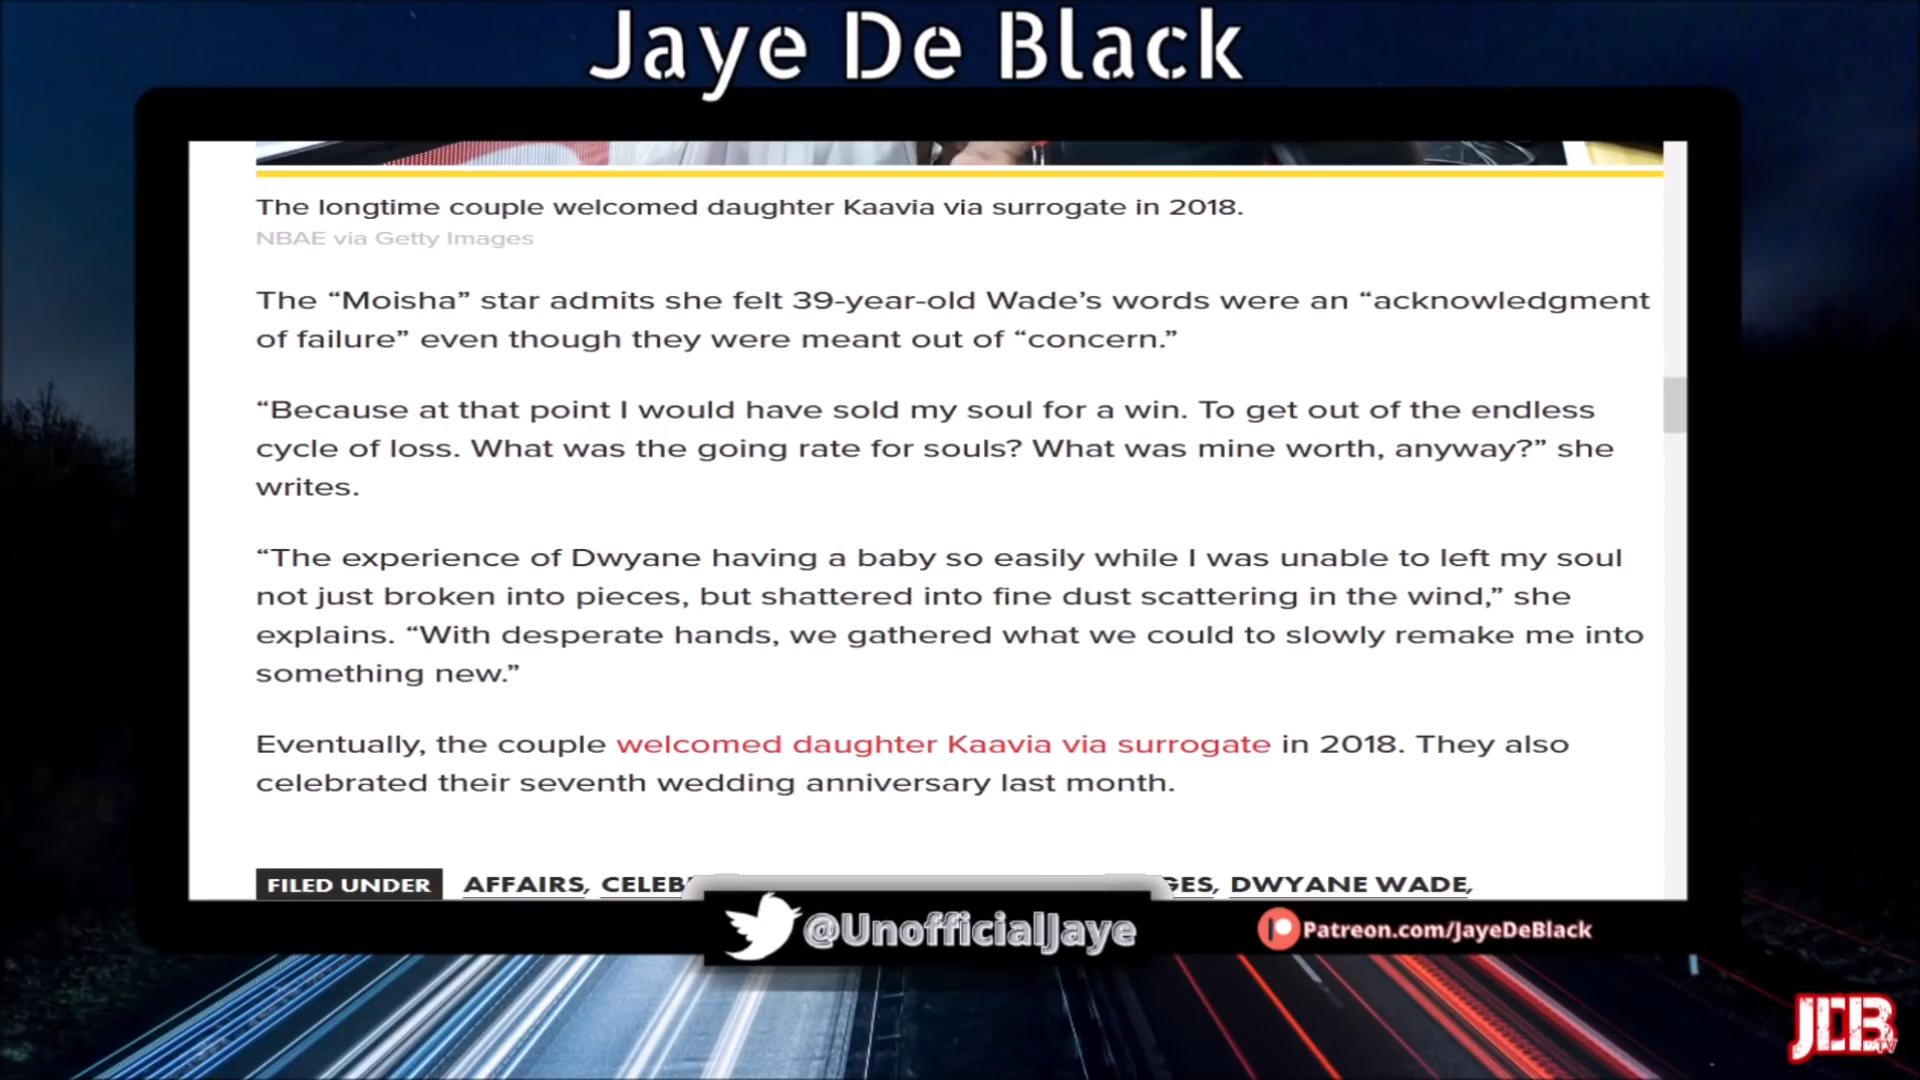 Jaye De Black
The longtime couple welcomed daughter Kaavia via surrogate in 2018.
NBAE via Getty Images
The “Moisha” star admits she felt 39-year-old Wade’s words were an “acknowledgment
of failure” even though they were meant out of “concern.”
“Because at that point I would have sold my soul for a win. To get out of the endless
cycle of loss. What was the going rate for souls? What was mine worth, anyway?” she
writes.
“The experience of Dwyane having a baby so easily while I was unable to left my soul
not just broken into pieces, but shattered into fine dust scattering in the wind,” she
explains. “With desperate hands, we gathered what we could to slowly remake me into
something new.”
Eventually, the couple welcomed daughter Kaavia via surrogate in 2018. They also
celebrated their seventh wedding anniversary last month.
FILED UNDER AFFAIRS, DWYANE WADE,
@UnofficialJaye
Patreon.com/JayeDeBlack
JDB TV